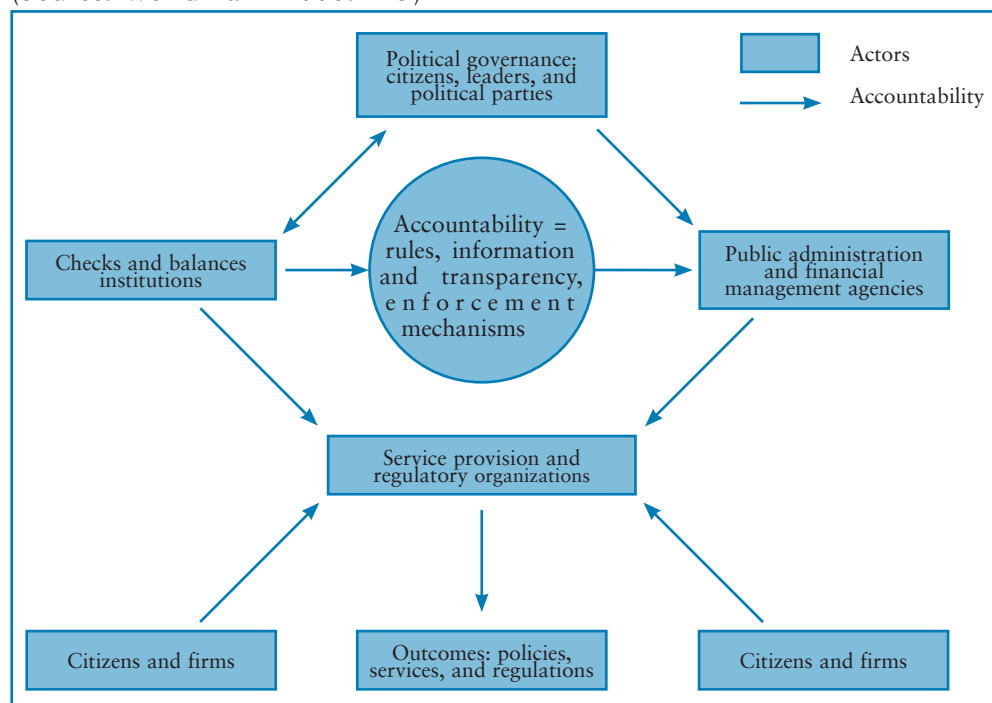 Political governance:
citizens, leaders, and
political parties
Actors
Accountability
Accountability =
rules, information
and transparency,
enforcement
mechanisms
Checks and balances
institutions
Public administration
and financial
management agencies
Service provision and
regulatory organizations
Citizens and firms
Outcomes: policies,
services, and regulations
Citizens and firms